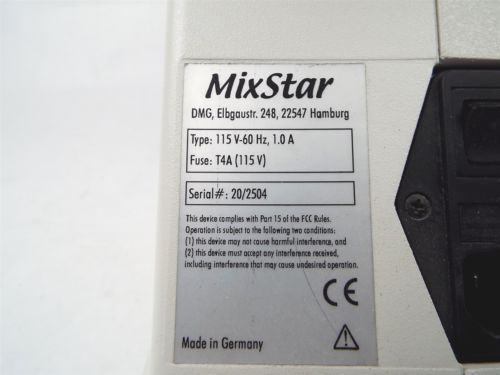 MixStar
DMG, Elbgaustr. 248, 22547 Hamburg
Type: 115 V-60 Hz, 1.0 A
Fuse: T4A (115 V)
Serial#: 20/2504
This device complies with Part 15 of the FCC Rules.
Operation is subject to the following two conditions:
(1) this device may not cause harmful interference, and
(2) this device must accept any interference received,
including interference that may cause undesired operation.
CE
Made in Germany